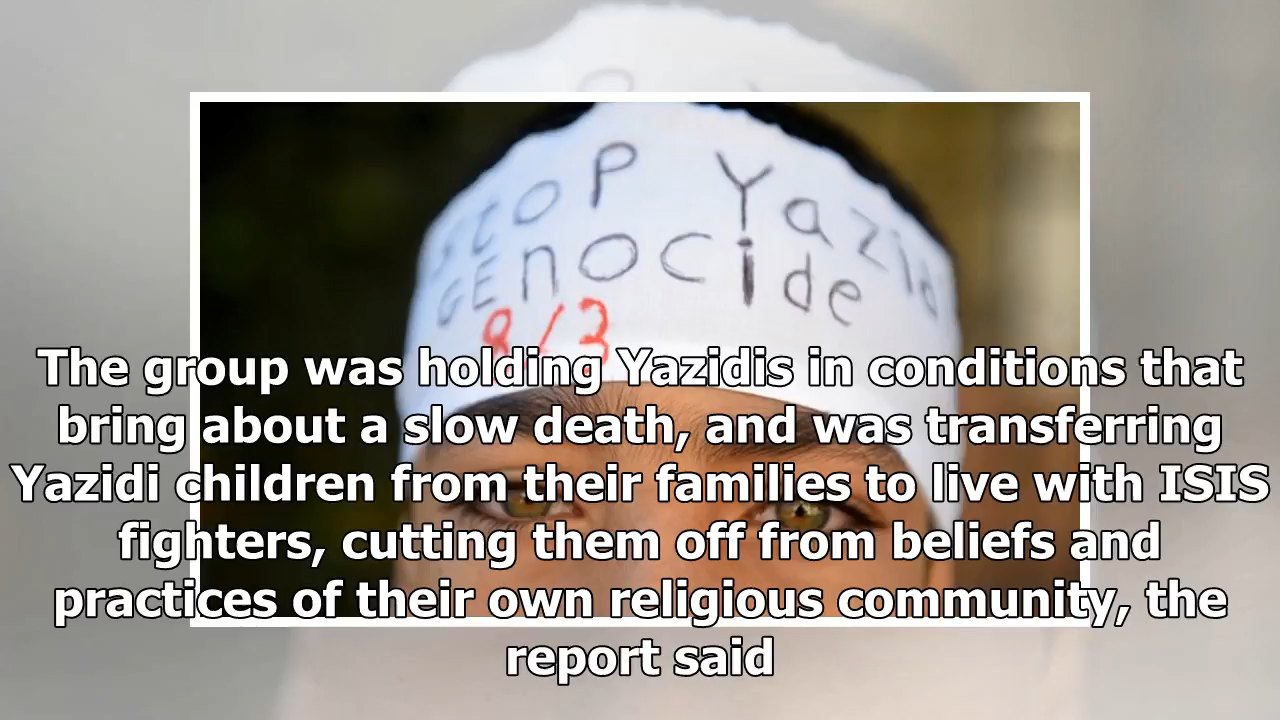 STOP Yazidi
GENOCide
8/3
The group was holding Yazidis in conditions that
bring about a slow death, and was transferring
Yazidi children from their families to live with ISIS
fighters, cutting them off from beliefs and
practices of their own religious community, the
report said